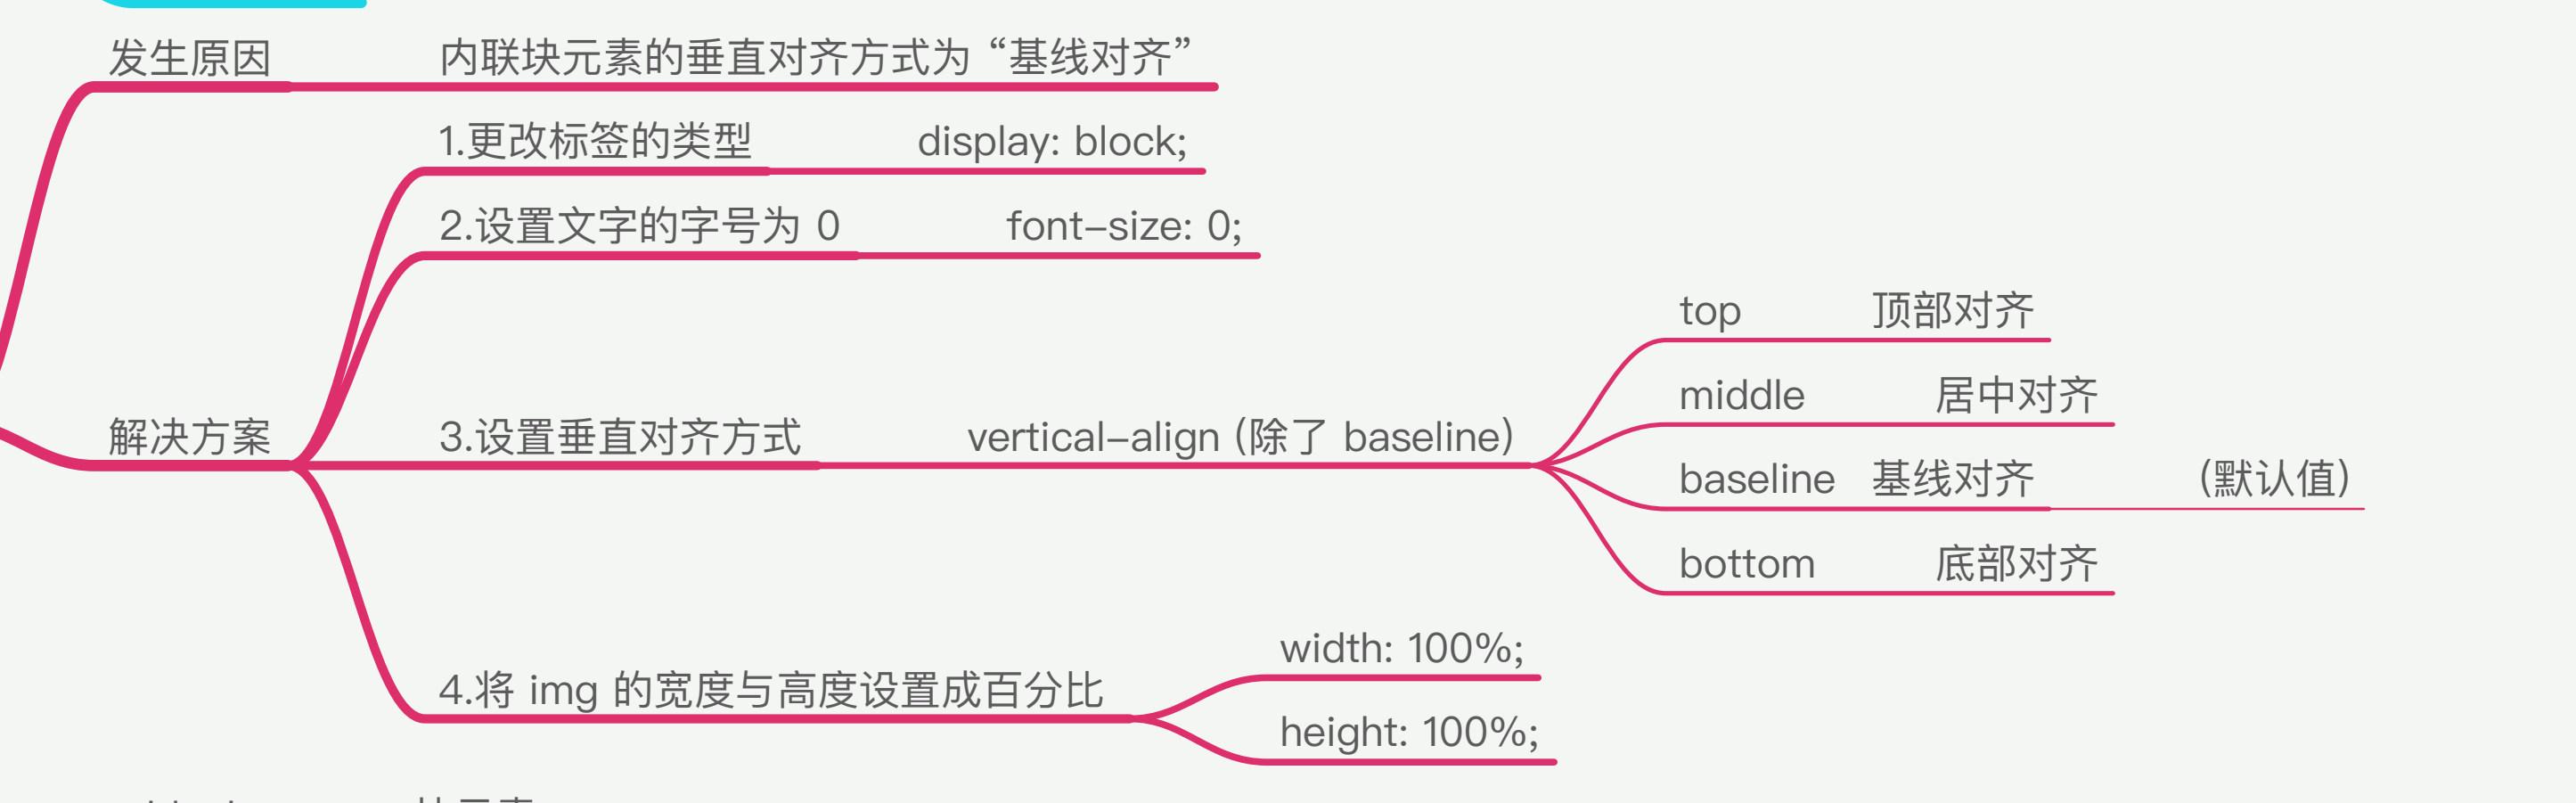 发生原因
内联块元素的垂直对齐方式为 “基线对齐”
解决方案
1.更改标签的类型
display: block;
2.设置文字的字号为 0
font-size: 0;
3.设置垂直对齐方式
vertical-align (除了 baseline)
top
顶部对齐
middle
居中对齐
baseline
基线对齐
(默认值)
bottom
底部对齐
4.将 img 的宽度与高度设置成百分比
width: 100%;
height: 100%;